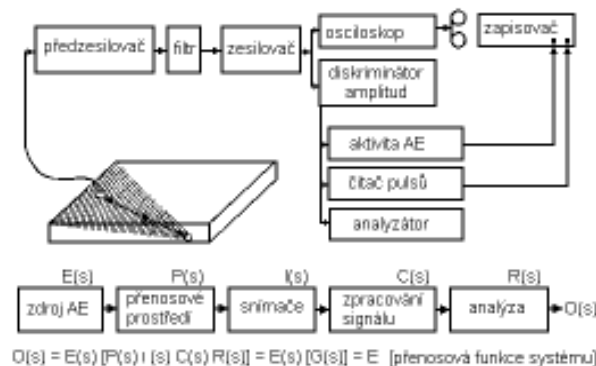 předzesilovač
filtr
zesilovač
osciloskop
zapisovač
diskriminátor
amplitud
aktivita AE
čítač pulsů
analyzátor
E(s) P(s) I(s) C(s) R(s)
zdroj AE
přenosové
prostředí
snímače
zpracování
signálu
analýza
O(s)
O(s) = E(s) [P(s) I (s) C(s) R(s)] = E(s) [G(s)] = E [přenosová funkce systému]